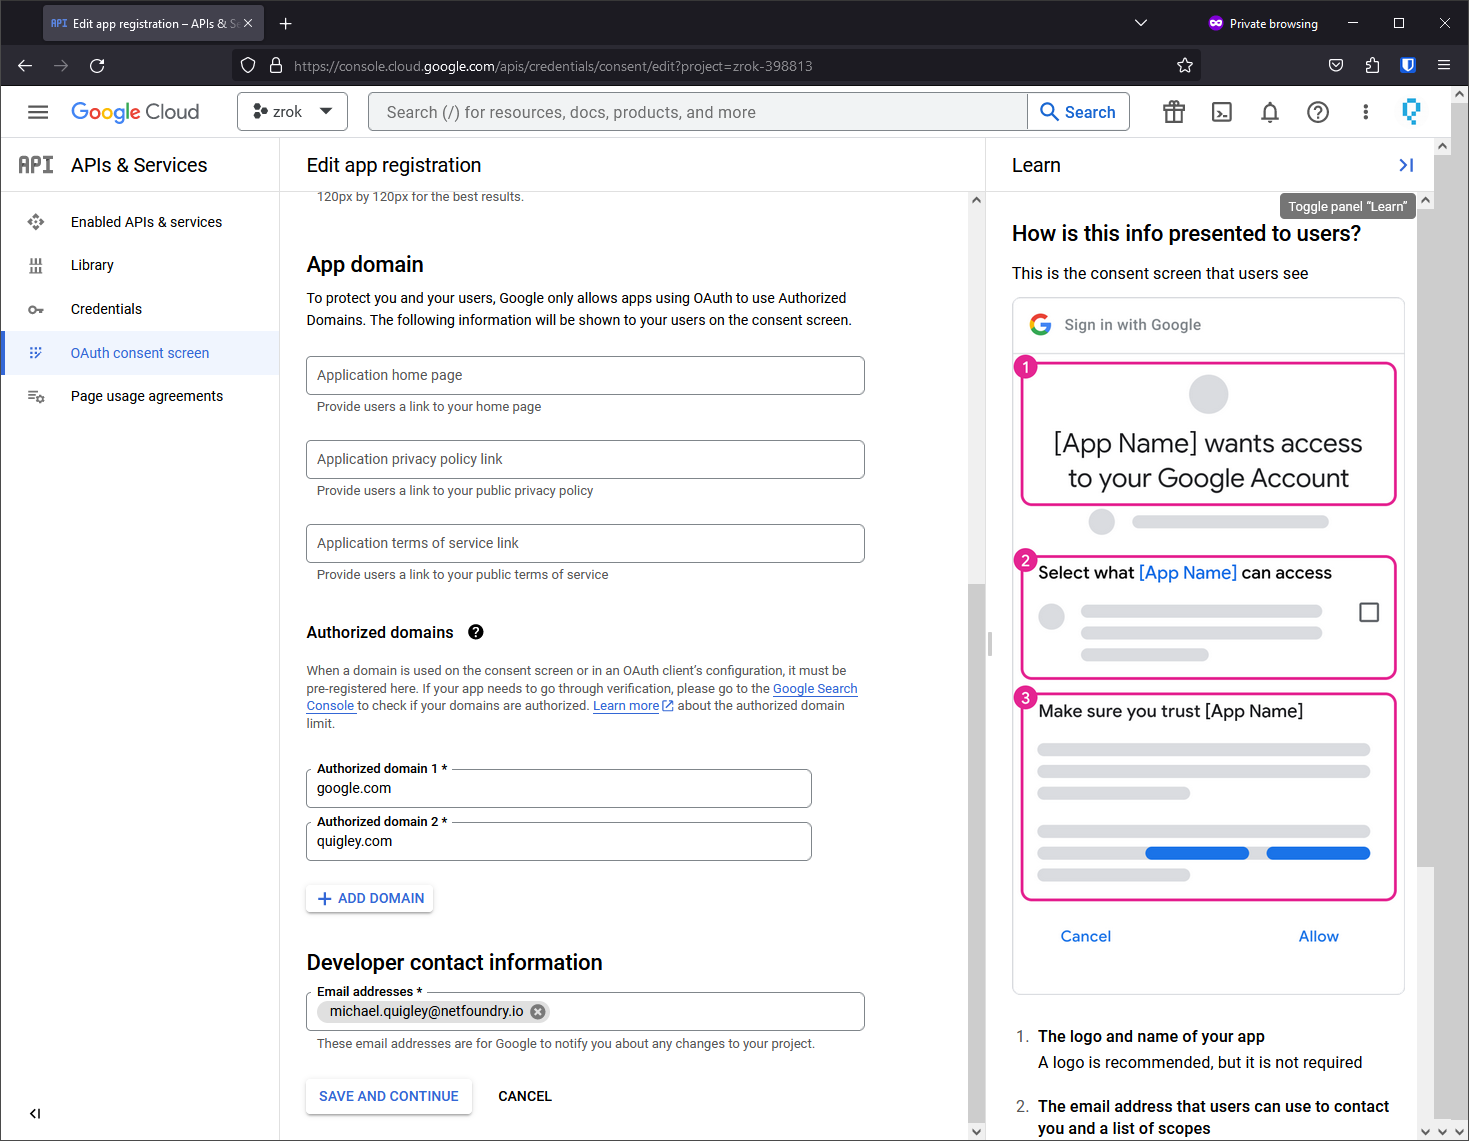 API Edit app registration – APIs & Se
Private browsing
https://console.cloud.google.com/apis/credentials/consent/edit?project=zrok-398813
Google Cloud
zrok
Search (/) for resources, docs, products, and more
Search
API APIs & Services
Enabled APIs & services
Library
Credentials
OAuth consent screen
Page usage agreements
Edit app registration
120px by 120px for the best results.
App domain
To protect you and your users, Google only allows apps using OAuth to use Authorized
Domains. The following information will be shown to your users on the consent screen.
Application home page
Provide users a link to your home page
Application privacy policy link
Provide users a link to your public privacy policy
Application terms of service link
Provide users a link to your public terms of service
Authorized domains ?
When a domain is used on the consent screen or in an OAuth client's configuration, it must be
pre-registered here. If your app needs to go through verification, please go to the Google Search
Console to check if your domains are authorized. Learn more about the authorized domain
limit.
Authorized domain 1 *
google.com
Authorized domain 2 *
quigley.com
+ ADD DOMAIN
Developer contact information
Email addresses *
michael.quigley@netfoundry.io
These email addresses are for Google to notify you about any changes to your project.
SAVE AND CONTINUE
CANCEL
Learn
Toggle panel "Learn"
How is this info presented to users?
This is the consent screen that users see
Sign in with Google
1
[App Name] wants access
to your Google Account
2
Select what [App Name] can access
3
Make sure you trust [App Name]
Cancel
Allow
1. The logo and name of your app
A logo is recommended, but it is not required
2. The email address that users can use to contact
you and a list of scopes